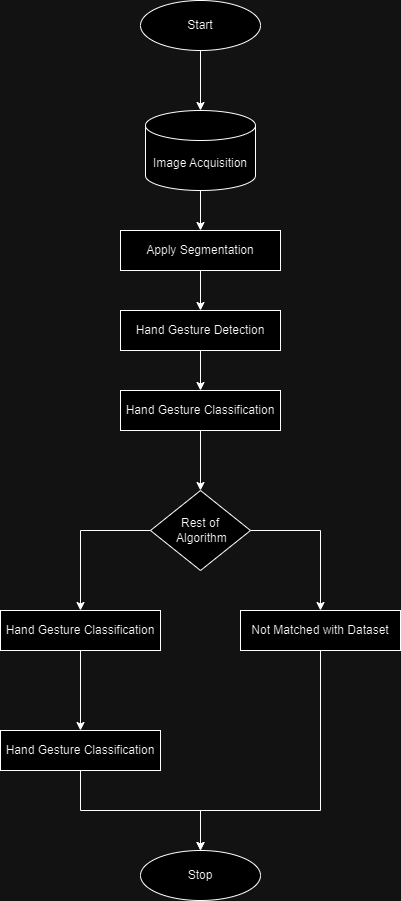 Start
Image Acquisition
Apply Segmentation
Hand Gesture Detection
Hand Gesture Classification
Rest of
Algorithm
Hand Gesture Classification
Not Matched with Dataset
Hand Gesture Classification
Stop